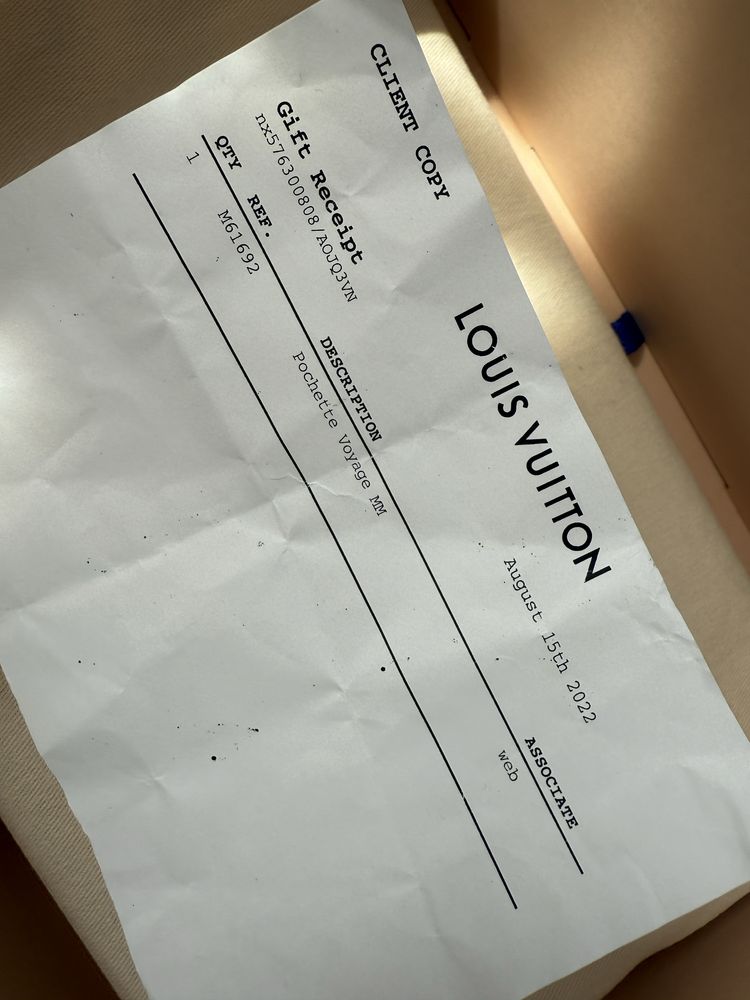 CLIENT COPY
LOUIS VUITTON
August 15th 2022
Gift Receipt
nx576300808/AOJQ3VN
QTY REF. DESCRIPTION ASSOCIATE
1 M61692 Pochette Voyage MM web